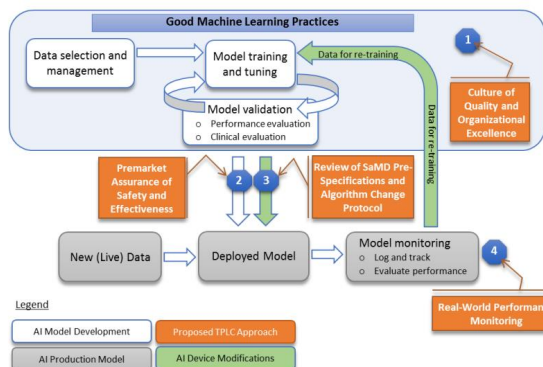 Good Machine Learning Practices
Data selection and
management
Model training
and tuning
Data for re-training
1
Culture of
Quality and
Organizational
Excellence
Model validation
o Performance evaluation
o Clinical evaluation
Data for re-training
Premarket
Assurance of
Safety and
Effectiveness
2
3
Review of SaMD Pre-
Specifications and
Algorithm Change
Protocol
New (Live) Data
Deployed Model
Model monitoring
o Log and track
o Evaluate performance
4
Real-World Performance
Monitoring
Legend
AI Model Development
Proposed TPLC Approach
AI Production Model
AI Device Modifications